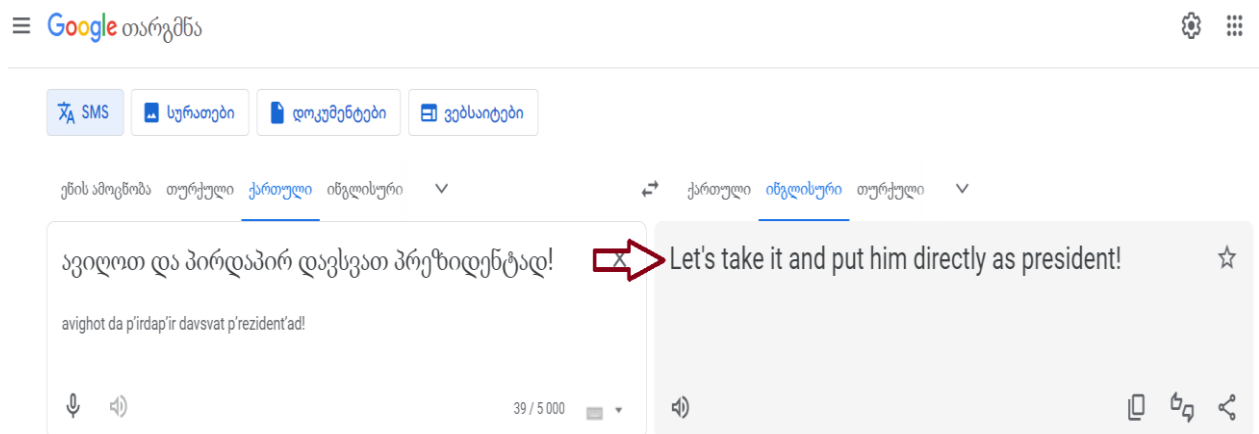 Google თარგმნა
SMS სურათები დოკუმენტები ვებსაიტები
ენის ამოცნობა თურქული ქართული ინგლისური
ქართული ინგლისური თურქული
ავიღოთ და პირდაპირ დავსვათ პრეზიდენტად!
Let's take it and put him directly as president!
avighot da p'irdap'ir davsvat p'rezident'ad!
39 / 5 000